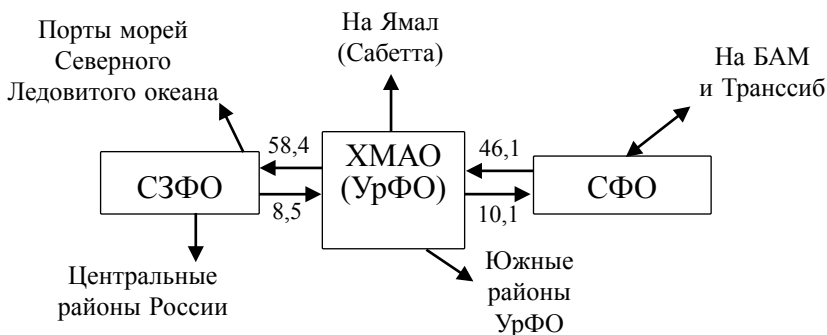 Порты морей
Северного
Ледовитого океана
На Ямал
(Сабетта)
На БАМ
и Транссиб
58,4
ХМАО
(УрФО)
46,1
СЗФО
СФО
8,5
10,1
Центральные
районы России
Южные
районы
УрФО